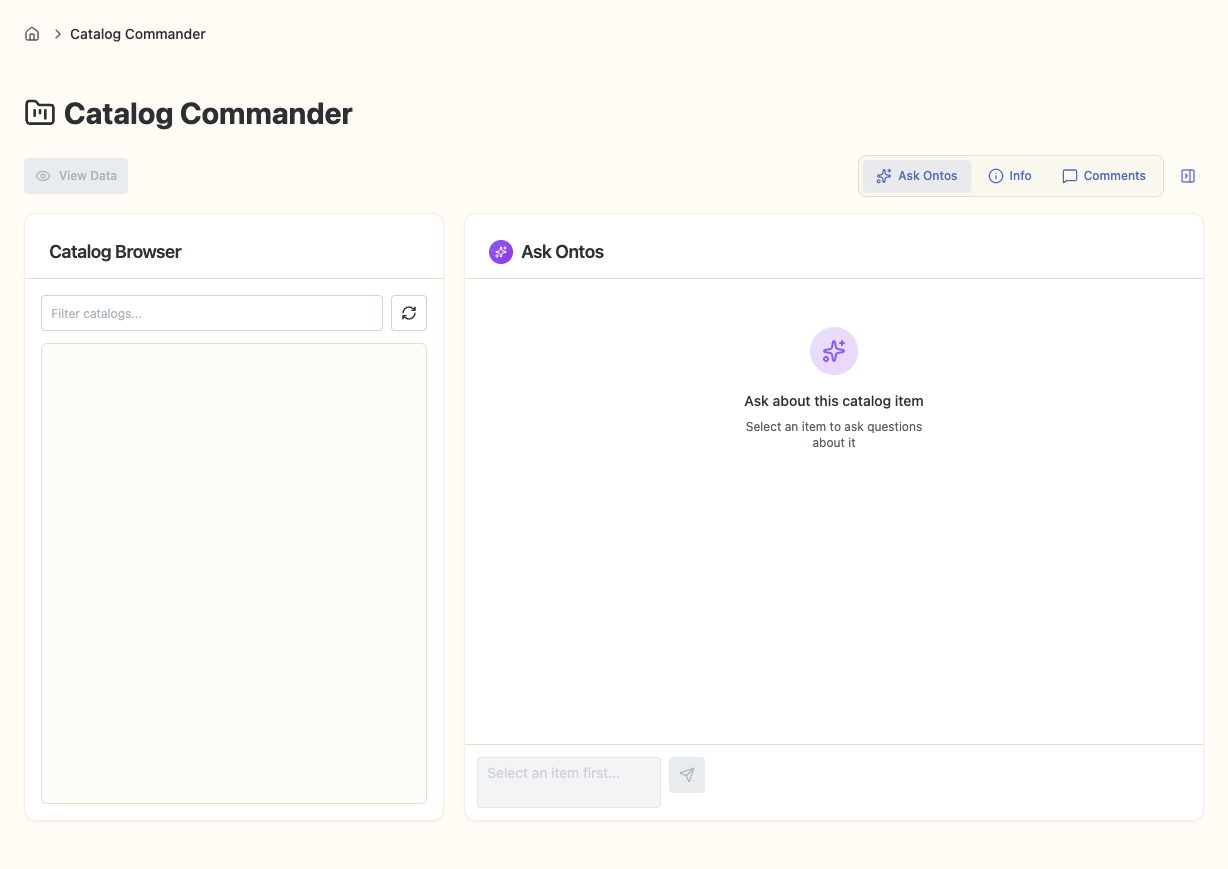 Catalog Commander
Catalog Commander
View Data
Ask Ontos
Info
Comments
Catalog Browser
Filter catalogs...
Ask Ontos
Ask about this catalog item
Select an item to ask questions
about it
Select an item first...